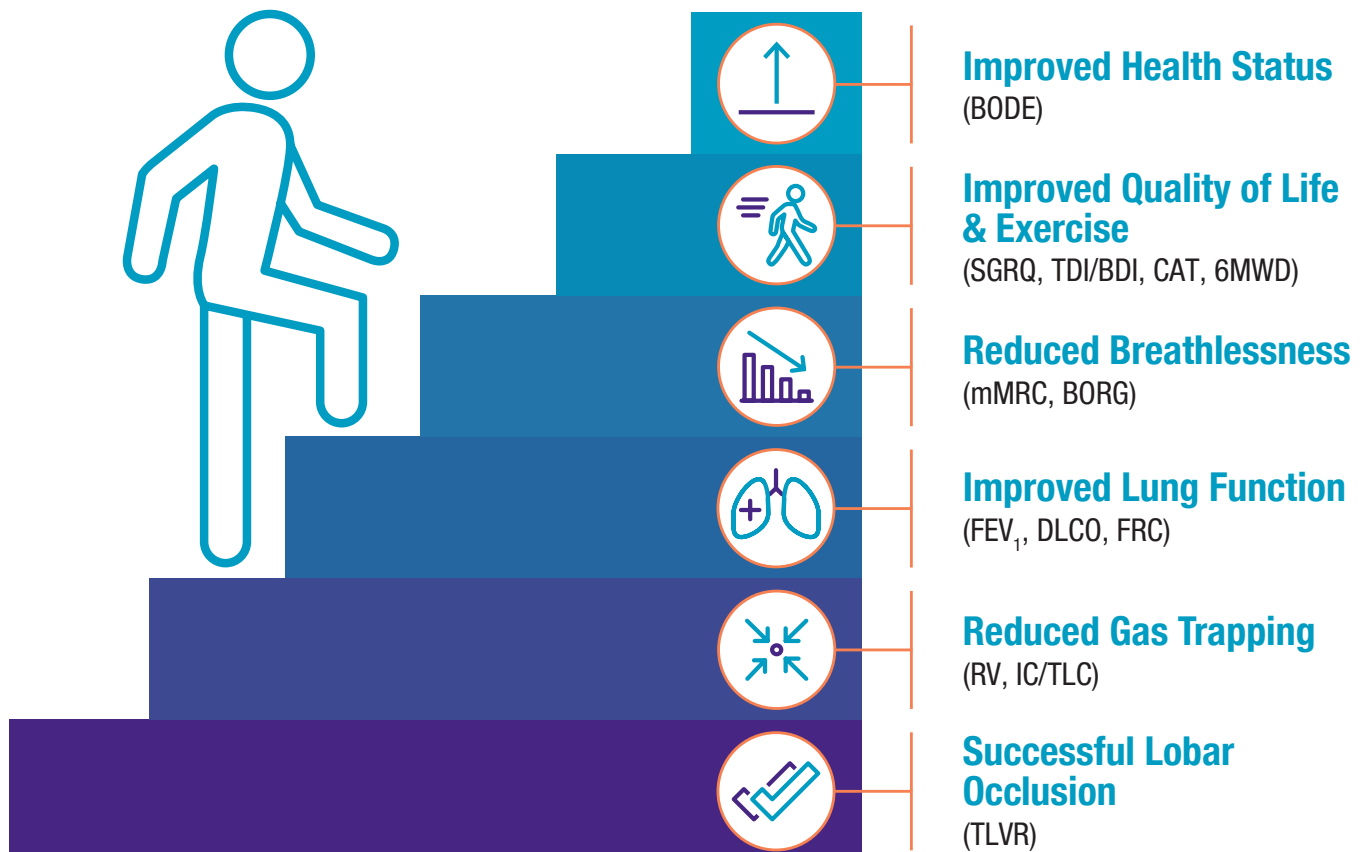 Improved Health Status
(BODE)
Improved Quality of Life
& Exercise
(SGRQ, TDI/BDI, CAT, 6MWD)
Reduced Breathlessness
(mMRC, BORG)
Improved Lung Function
(FEV₁, DLCO, FRC)
Reduced Gas Trapping
(RV, IC/TLC)
Successful Lobar
Occlusion
(TLVR)